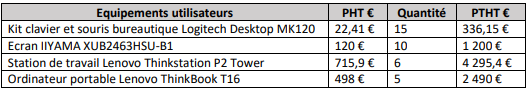 Equipements utilisateurs PHT € Quantité PTHT €
Kit clavier et souris bureautique Logitech Desktop MK120 22,41 € 15 336,15 €
Ecran IIYAMA XUB2463HSU-B1 120 € 10 1 200 €
Station de travail Lenovo Thinkstation P2 Tower 715,9 € 6 4 295,4 €
Ordinateur portable Lenovo ThinkBook T16 498 € 5 2 490 €